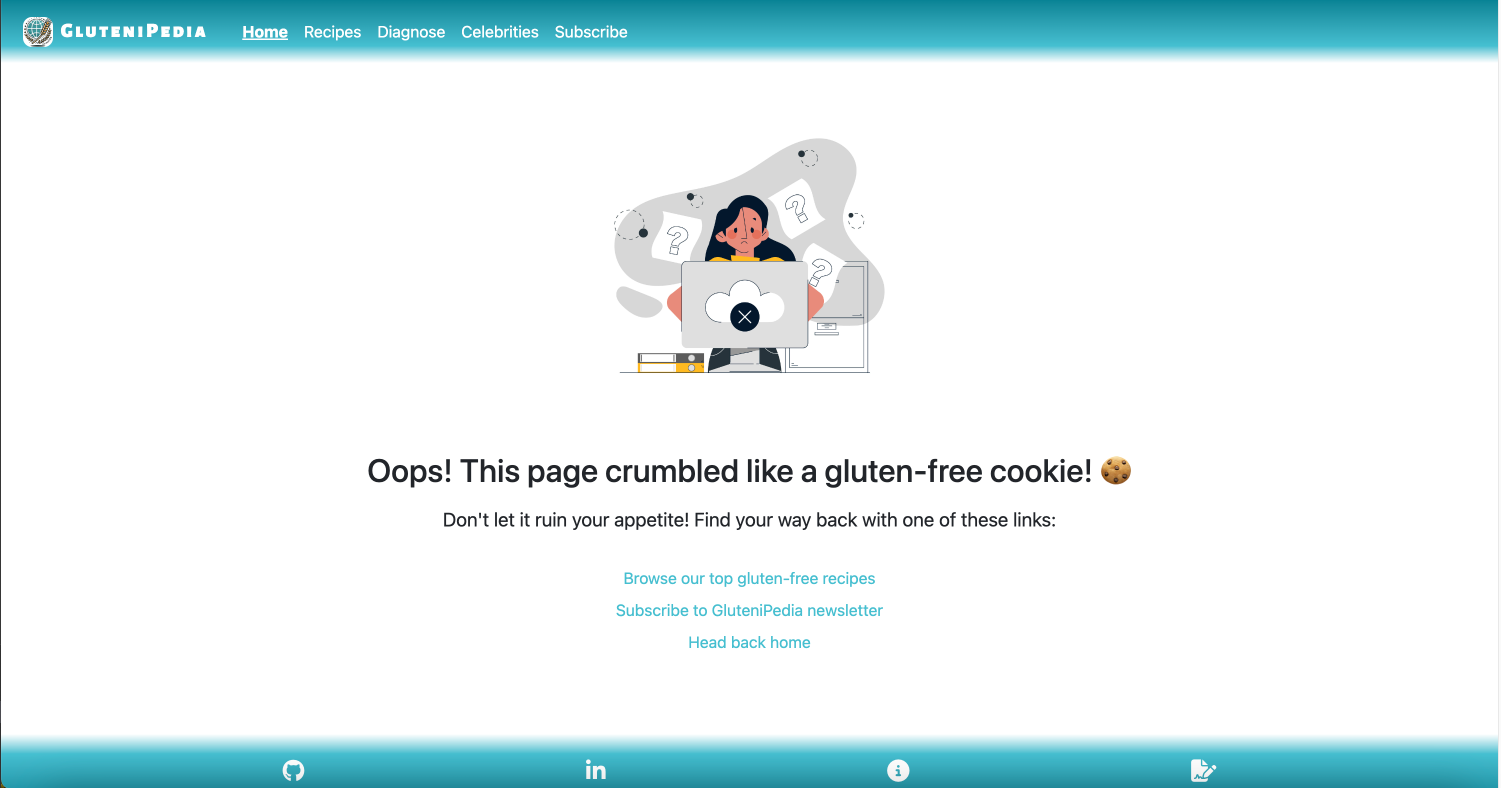 GluteniPedia
Home Recipes Diagnose Celebrities Subscribe
?
?
?
Oops! This page crumbled like a gluten-free cookie! 🍪
Don't let it ruin your appetite! Find your way back with one of these links:
Browse our top gluten-free recipes
Subscribe to GluteniPedia newsletter
Head back home
in